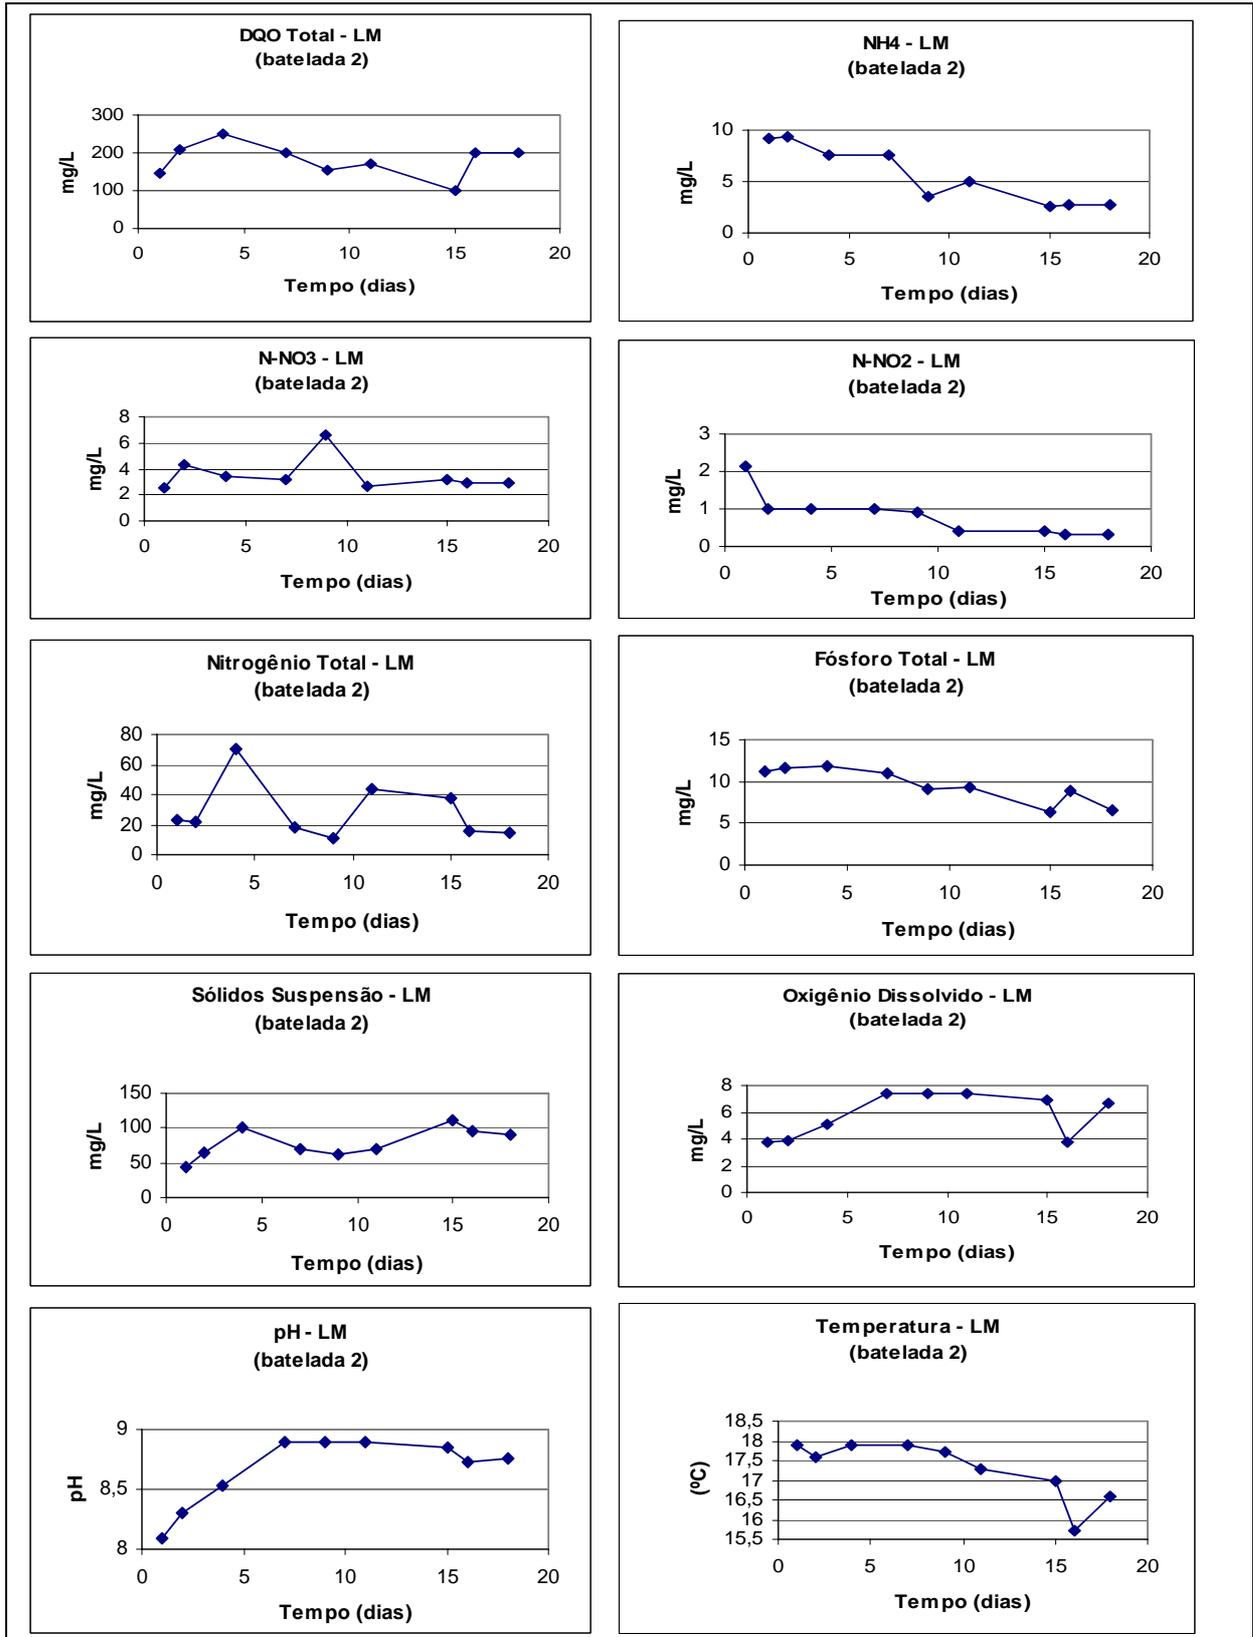 DQO Total - LM
(batelada 2)
300
200
100
0
mg/L
0 5 10 15 20
Tempo (dias)
NH4 - LM
(batelada 2)
10
5
0
mg/L
0 5 10 15 20
Tempo (dias)
N-NO3 - LM
(batelada 2)
8
6
4
2
0
mg/L
0 5 10 15 20
Tempo (dias)
N-NO2 - LM
(batelada 2)
3
2
1
0
mg/L
0 5 10 15 20
Tempo (dias)
Nitrogênio Total - LM
(batelada 2)
80
60
40
20
0
mg/L
0 5 10 15 20
Tempo (dias)
Fósforo Total - LM
(batelada 2)
15
10
5
0
mg/L
0 5 10 15 20
Tempo (dias)
Sólidos Suspensão - LM
(batelada 2)
150
100
50
0
mg/L
0 5 10 15 20
Tempo (dias)
Oxigênio Dissolvido - LM
(batelada 2)
8
6
4
2
0
mg/L
0 5 10 15 20
Tempo (dias)
pH - LM
(batelada 2)
9
8,5
8
pH
0 5 10 15 20
Tempo (dias)
Temperatura - LM
(batelada 2)
18,5
18
17,5
17
16,5
16
15,5
(ºC)
0 5 10 15 20
Tempo (dias)